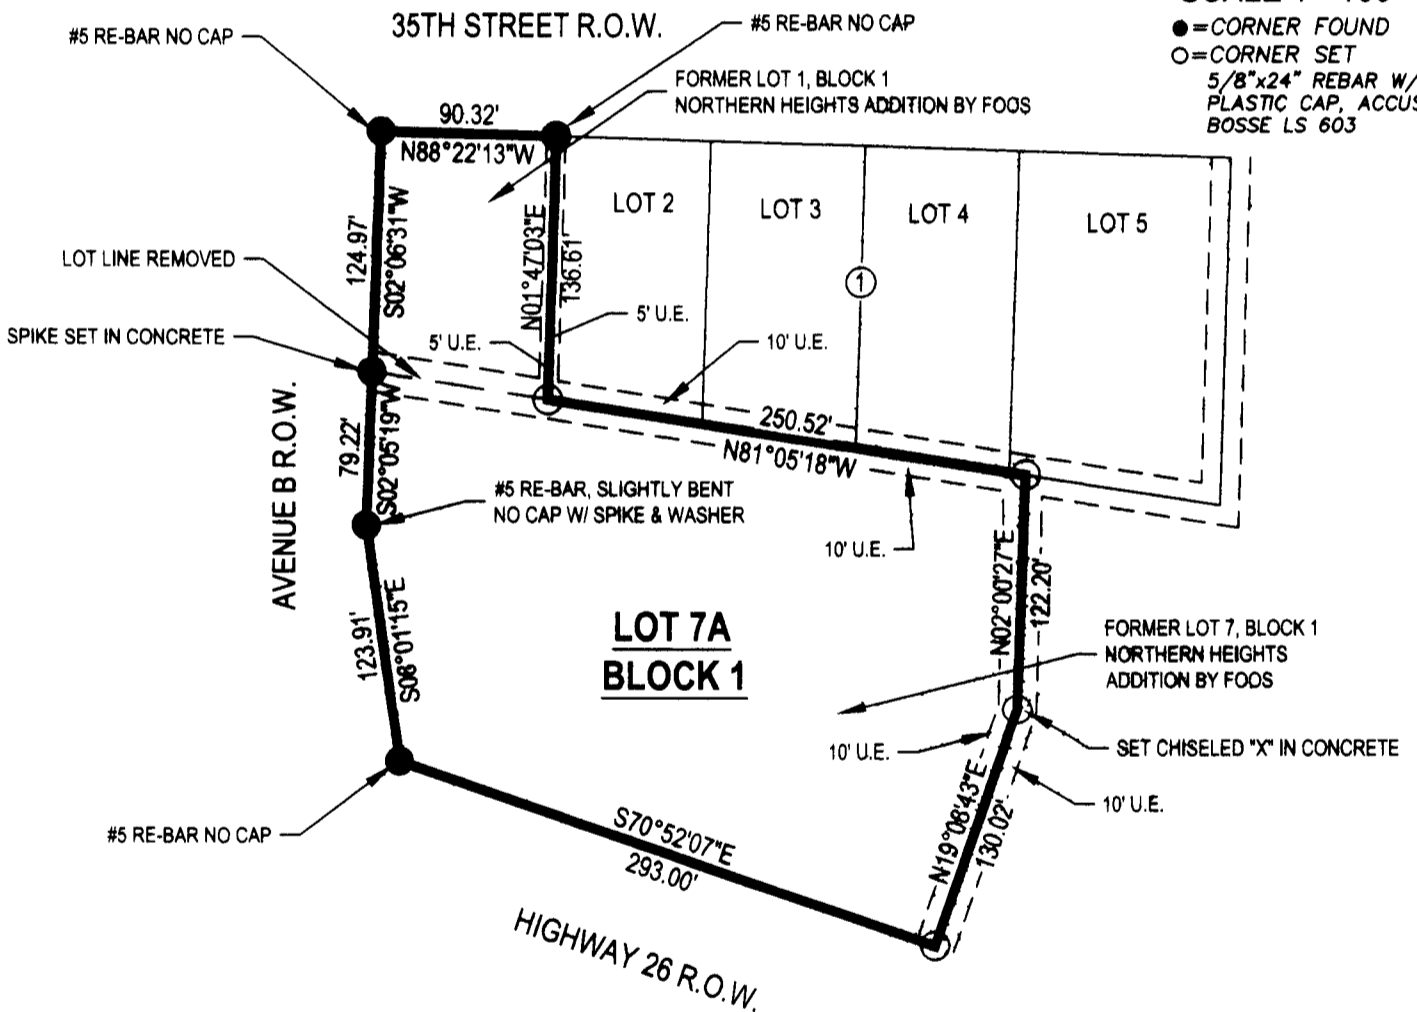 35TH STREET R.O.W.
#5 RE-BAR NO CAP
#5 RE-BAR NO CAP
●=CORNER FOUND
○=CORNER SET
5/8"x24" REBAR W/
PLASTIC CAP,
BOSSE LS 603
FORMER LOT 1, BLOCK 1
NORTHERN HEIGHTS ADDITION BY FOOS
90.32'
N88°22'13"W
124.97'
S02°06'31"W
N01°47'03"E
136.61'
LOT 2
LOT 3
LOT 4
LOT 5
1
LOT LINE REMOVED
SPIKE SET IN CONCRETE
5' U.E.
5' U.E.
10' U.E.
250.52'
N81°05'18"W
AVENUE B R.O.W.
79.22'
S02°05'19"W
#5 RE-BAR, SLIGHTLY BENT
NO CAP W/ SPIKE & WASHER
10' U.E.
N02°00'27"E
122.20'
123.91'
S08°01'15"E
LOT 7A
BLOCK 1
FORMER LOT 7, BLOCK 1
NORTHERN HEIGHTS
ADDITION BY FOOS
10' U.E.
SET CHISELED "X" IN CONCRETE
10' U.E.
N19°08'43"E
130.02'
#5 RE-BAR NO CAP
S70°52'07"E
293.00'
HIGHWAY 26 R.O.W.